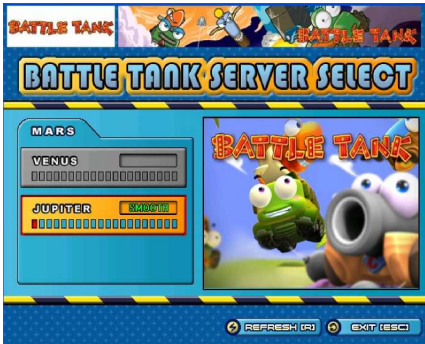 BATTLE TANK
BATTLE TANK
BATTLE TANK SERVER SELECT
MARS
VENUS
JUPITER SMOOTH
BATTLE TANK
REFRESH [R] EXIT [ESC]